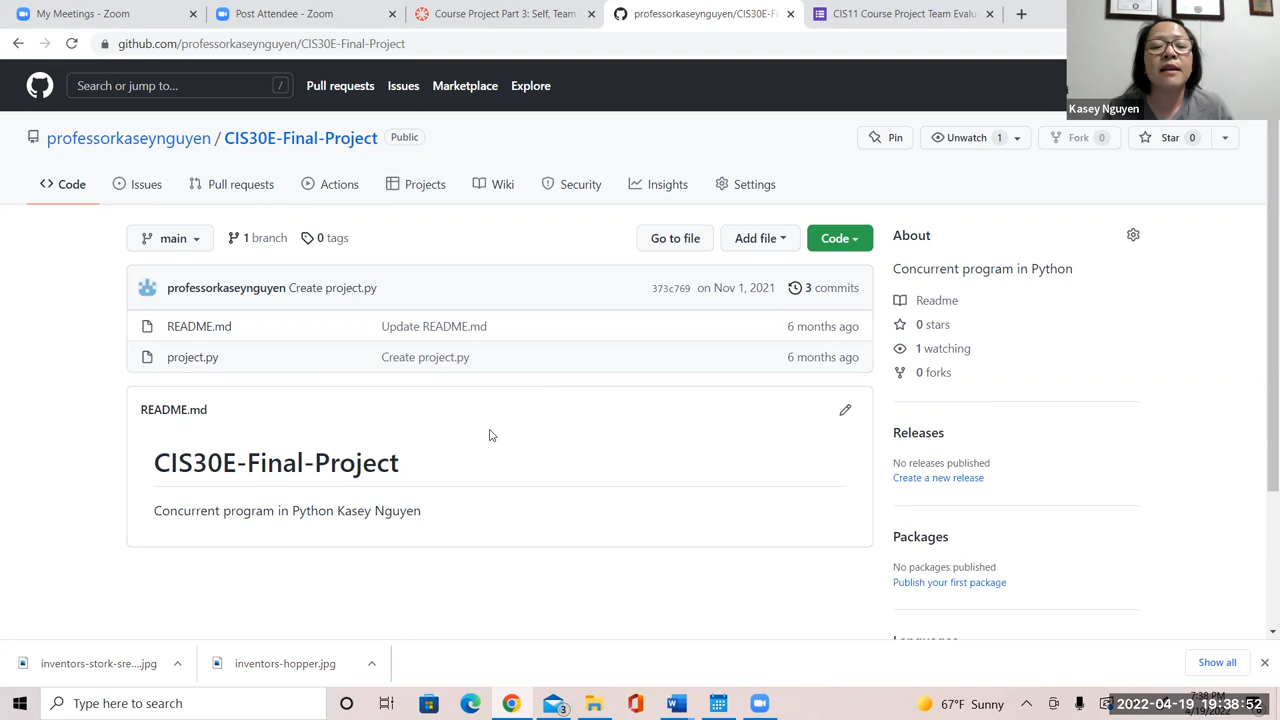 My Meetings - Zoom
Post Attendee - Zoom
Course Project Part 3: Self, Team
professorkaseynguyen/CIS30E-Fi
CIS11 Course Project Team Evalu
github.com/professorkaseynguyen/CIS30E-Final-Project
Search or jump to...
/
Pull requests
Issues
Marketplace
Explore
Kasey Nguyen
professorkaseynguyen / CIS30E-Final-Project Public
Pin
Unwatch 1
Fork 0
Star 0
<> Code
Issues
Pull requests
Actions
Projects
Wiki
Security
Insights
Settings
main
1 branch
0 tags
Go to file
Add file
Code
About
Concurrent program in Python
professorkaseynguyen Create project.py
373c769 on Nov 1, 2021
3 commits
README.md
Update README.md
6 months ago
project.py
Create project.py
6 months ago
Readme
0 stars
1 watching
0 forks
README.md
CIS30E-Final-Project
Concurrent program in Python Kasey Nguyen
Releases
No releases published
Create a new release
Packages
No packages published
Publish your first package
inventors-stork-sre....jpg
inventors-hopper.jpg
Show all
Type here to search
3
67°F Sunny
7:38 PM
2022-04-19 19:38:52
4/19/2022